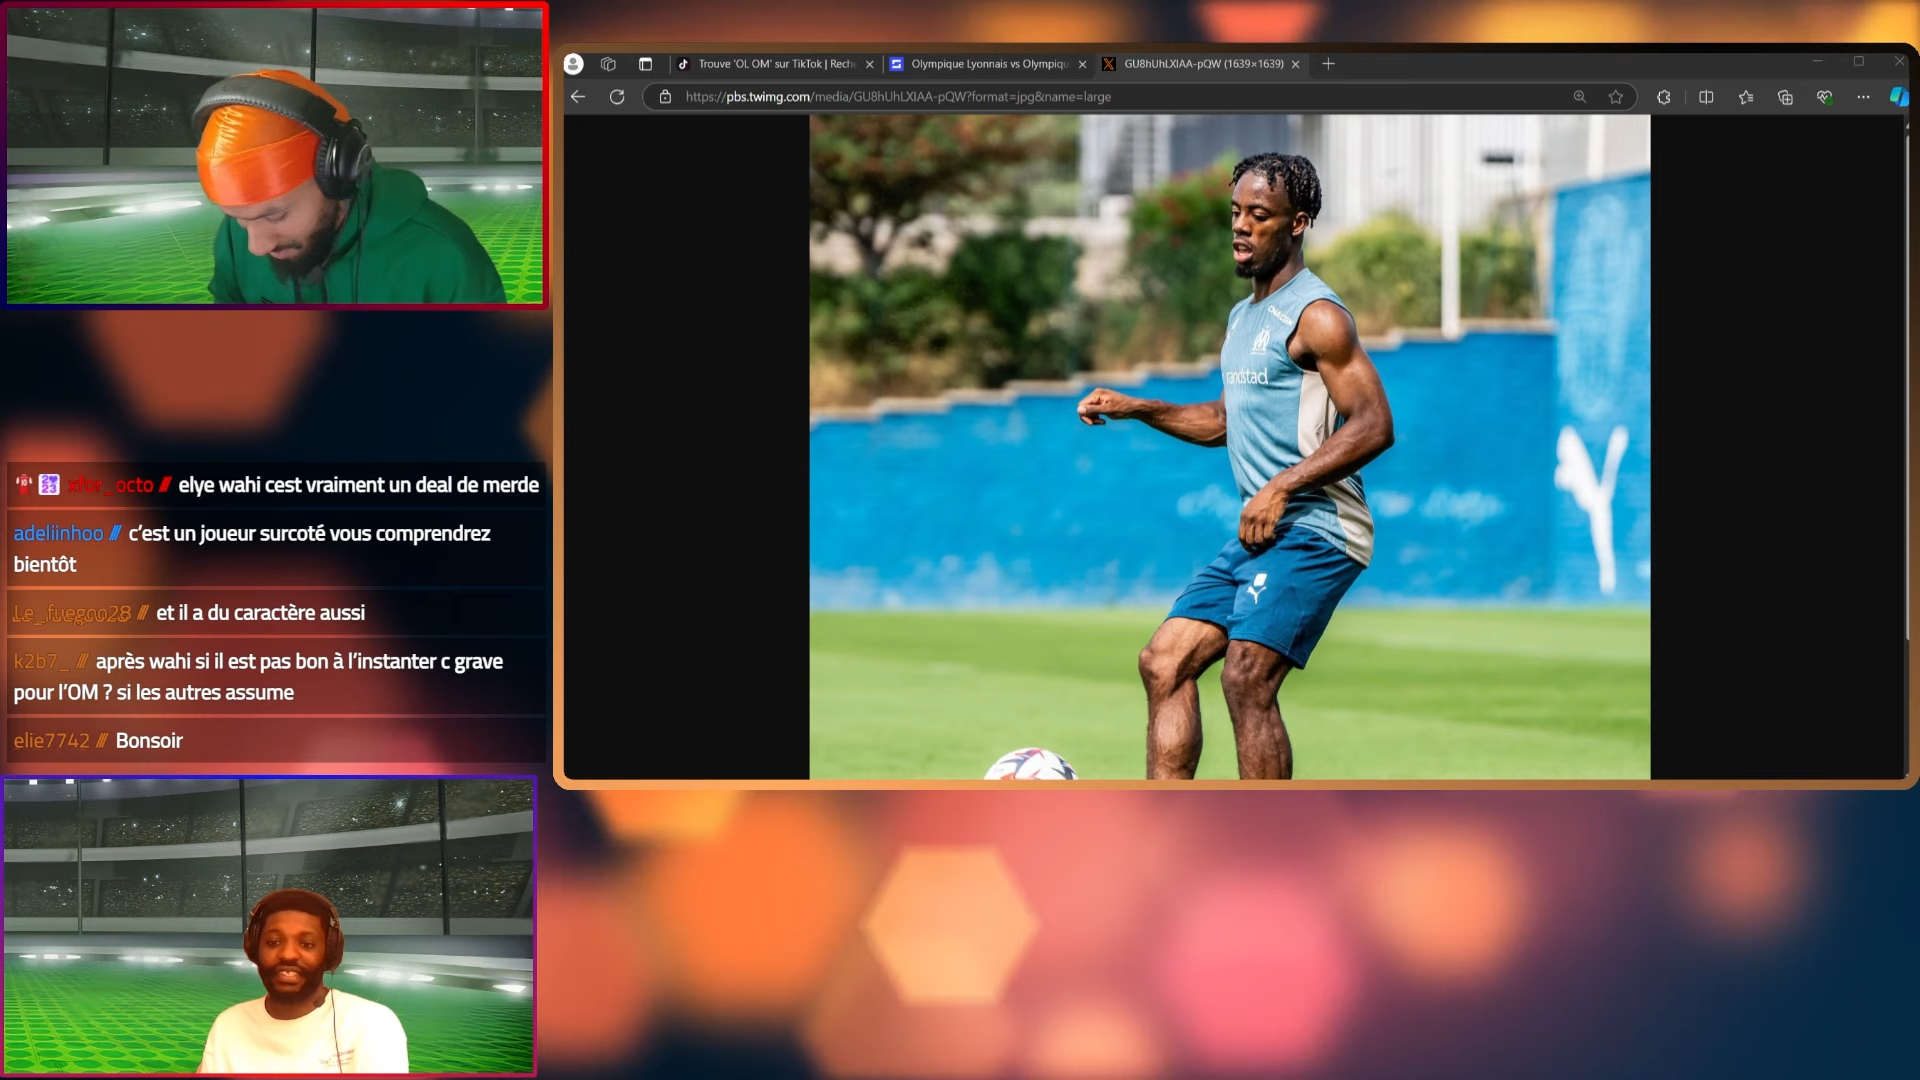 Trouve 'OL OM' sur TikTok | Reche
Olympique Lyonnais vs Olympiqu
GU8hUhLXIAA-pQW (1639×1639)
https://pbs.twimg.com/media/GU8hUhLXIAA-pQW?format=jpg&name=large
randstad
xfur_octo // elye wahi cest vraiment un deal de merde
adeliinhoo // c’est un joueur surcoté vous comprendrez
bientôt
Le_fuegoo28 // et il a du caractère aussi
k2b7_ // après wahi si il est pas bon à l’instanter c grave
pour l’OM ? si les autres assume
elie7742 // Bonsoir